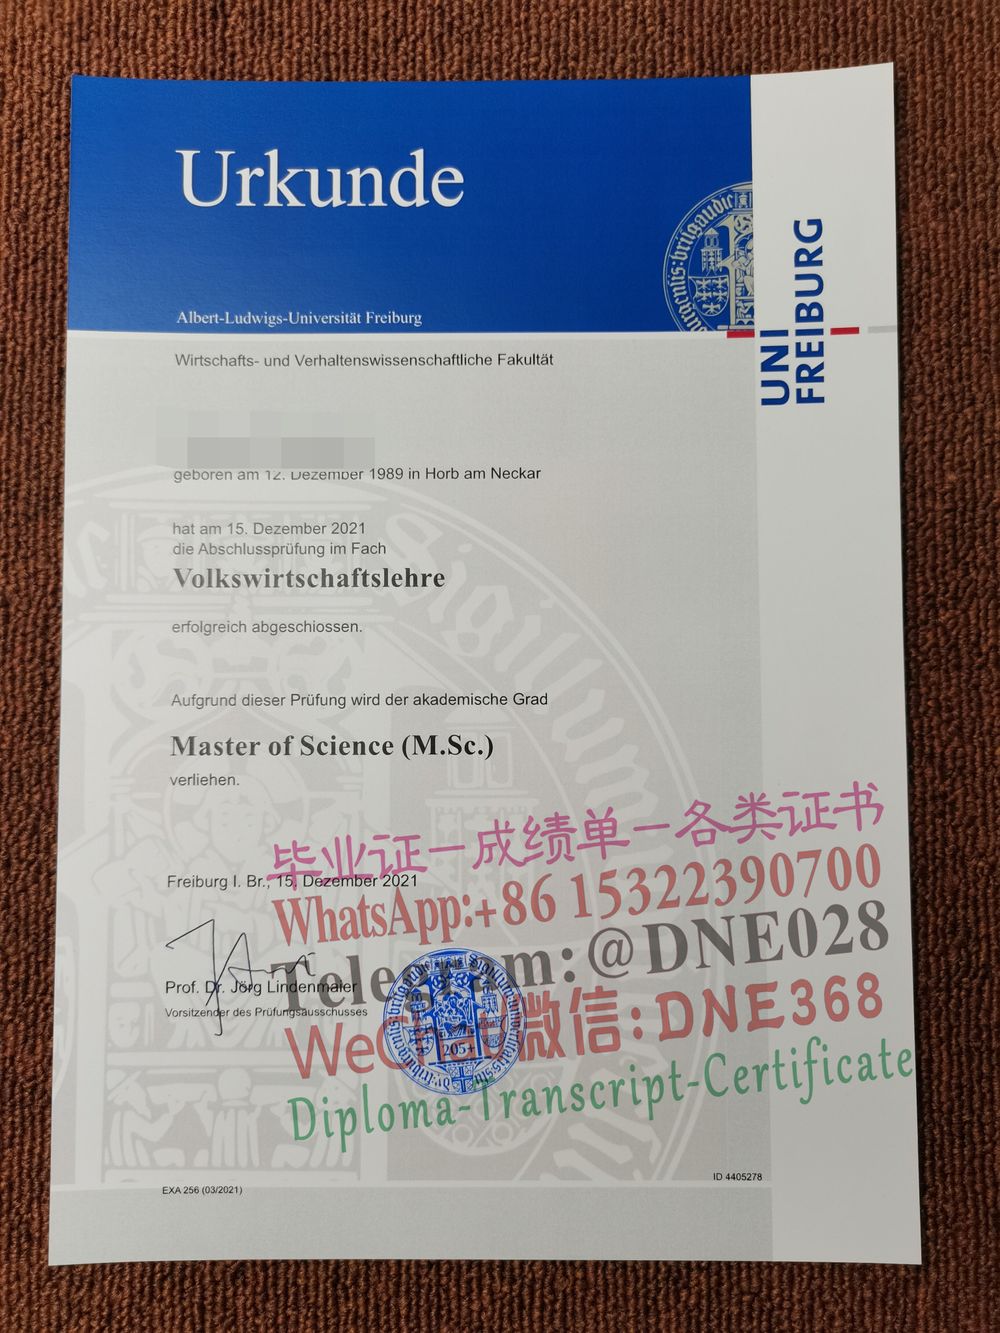 Urkunde
Albert-Ludwigs-Universität Freiburg
UNI
FREIBURG
Wirtschafts- und Verhaltenswissenschaftliche Fakultät
geboren am 12. Dezember 1989 in Horb am Neckar
hat am 15. Dezember 2021
die Abschlussprüfung im Fach
Volkswirtschaftslehre
erfolgreich abgeschiossen.
Aufgrund dieser Prüfung wird der akademische Grad
Master of Science (M.Sc.)
verliehen.
毕业证-成绩单-各类证书
Freiburg I. Br., 15. Dezember 2021
WhatsApp:+86 15322390700
Telegram:@DNE028
Prof. Dr. Jörg Lindenmaier
Vorsitzender des Prüfungsausschusses
WeChat微信:DNE368
205+
Diploma-Transcript-Certificate
ID 4405278
EXA 256 (03/2021)